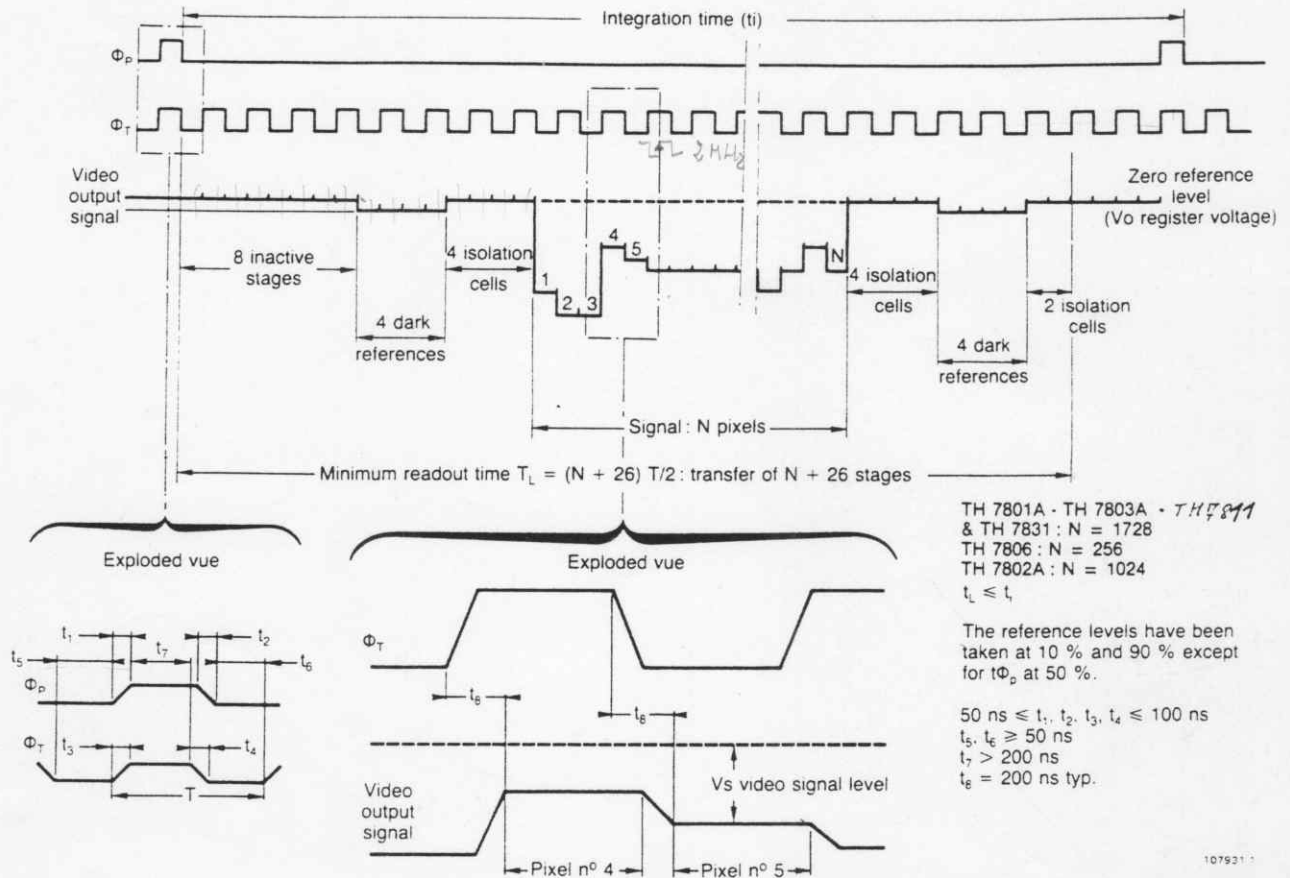 Integration time (ti)
Φp
ΦT
2 MHz
Video
output
signal
Zero reference
level
(Vo register voltage)
8 inactive
stages
4 dark
references
4 isolation
cells
1
2
3
4
5
N
4 isolation
cells
4 dark
references
2 isolation
cells
Signal : N pixels
Minimum readout time TL = (N + 26) T/2 : transfer of N + 26 stages
Exploded vue
t1
t2
t7
t5
t6
Φp
ΦT
t3
t4
T
Exploded vue
ΦT
t8
t8
Vs video signal level
Video
output
signal
Pixel nº 4
Pixel nº 5
TH 7801A - TH 7803A - TH7811
& TH 7831 : N = 1728
TH 7806 : N = 256
TH 7802A : N = 1024
tL ≤ ti
The reference levels have been
taken at 10 % and 90 % except
for tΦp at 50 %.
50 ns ≤ t1, t2, t3, t4 ≤ 100 ns
t5, t6 ≥ 50 ns
t7 > 200 ns
t8 = 200 ns typ.
107931 1